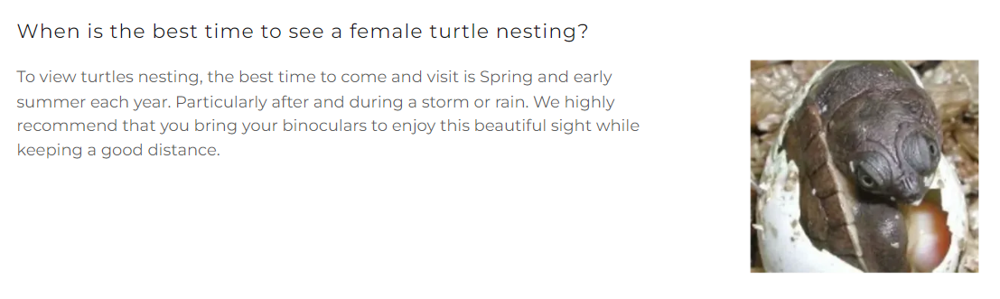 When is the best time to see a female turtle nesting?
To view turtles nesting, the best time to come and visit is Spring and early
summer each year. Particularly after and during a storm or rain. We highly
recommend that you bring your binoculars to enjoy this beautiful sight while
keeping a good distance.